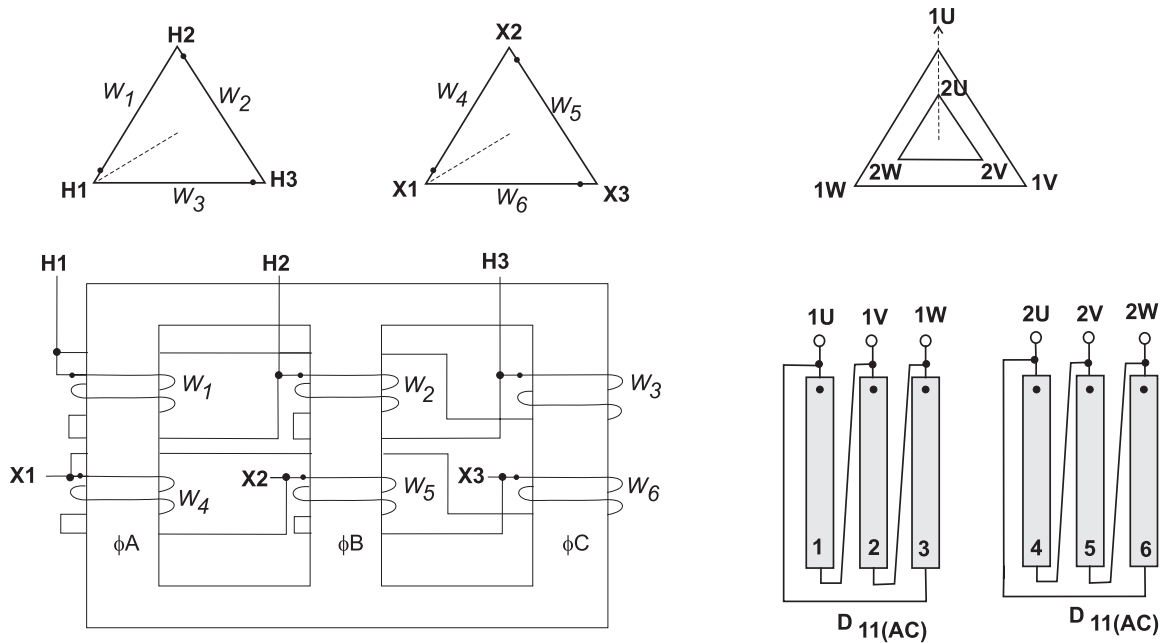 H2
W1
W2
H1
W3
H3
X2
W4
W5
X1
W6
X3
1U
2U
2W
2V
1W
1V
H1
H2
H3
W1
W2
W3
X1
X2
X3
W4
W5
W6
ϕA
ϕB
ϕC
1U 1V 1W
1 2 3
D 11(AC)
2U 2V 2W
4 5 6
D 11(AC)